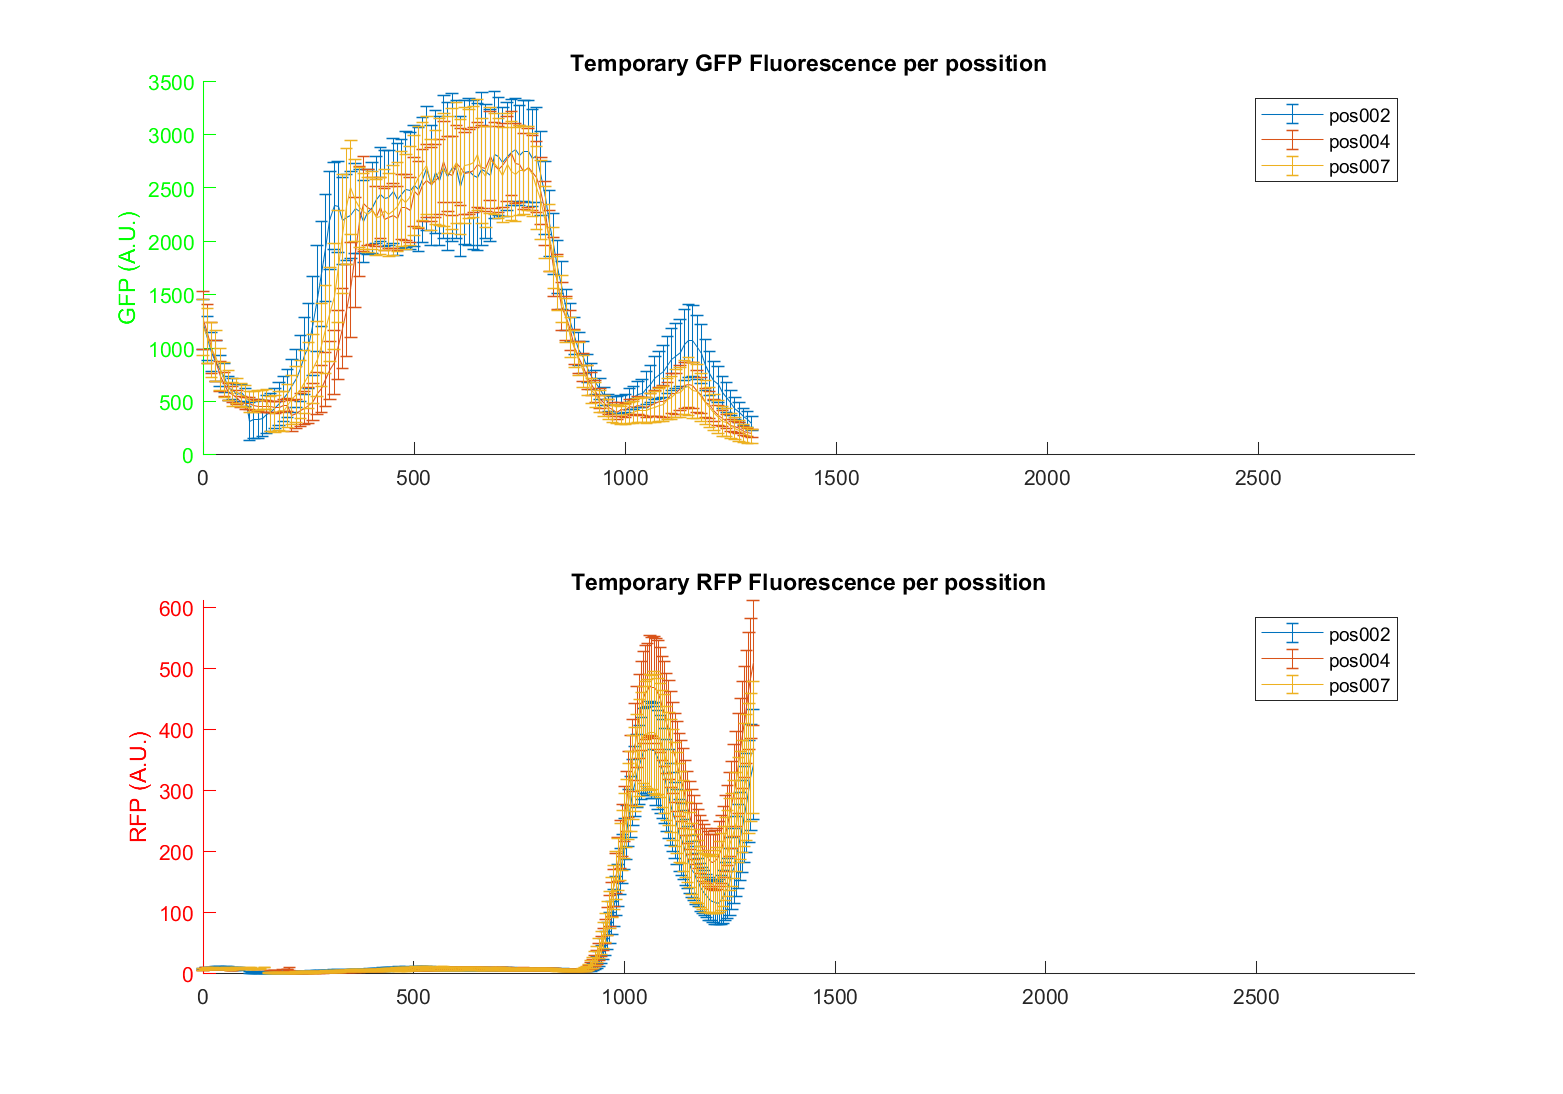 Temporary GFP Fluorescence per possition
3500
3000
2500
2000
1500
1000
500
0
GFP (A.U.)
0 500 1000 1500 2000 2500
pos002
pos004
pos007
Temporary RFP Fluorescence per possition
600
500
400
300
200
100
0
RFP (A.U.)
0 500 1000 1500 2000 2500
pos002
pos004
pos007